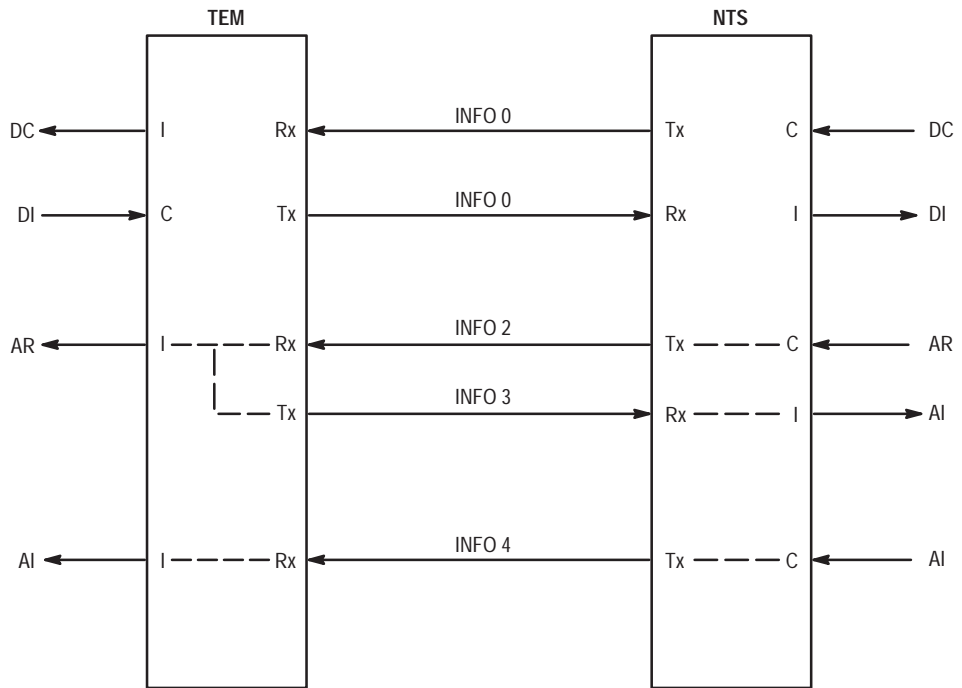 TEM NTS
DC I Rx INFO 0 Tx C DC
DI C Tx INFO 0 Rx I DI
AR I Rx INFO 2 Tx C AR
Tx INFO 3 Rx I AI
AI I Rx INFO 4 Tx C AI